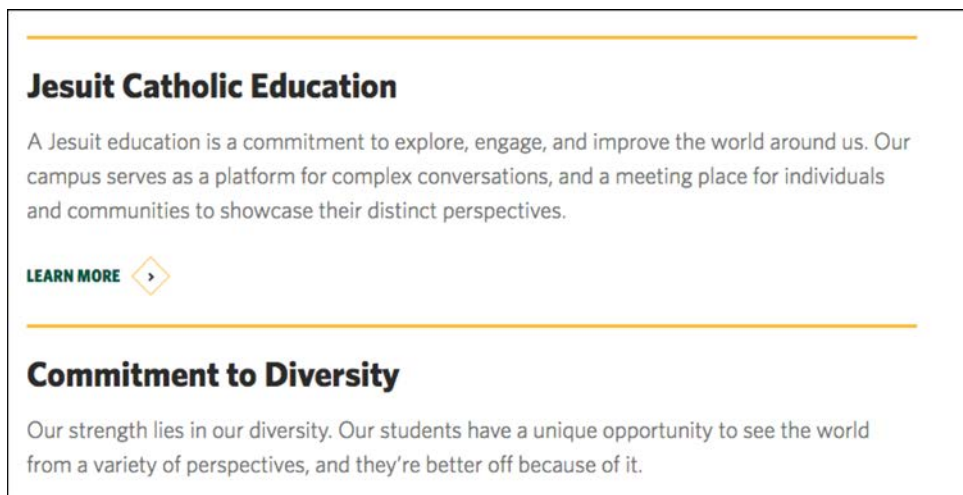 Jesuit Catholic Education
A Jesuit education is a commitment to explore, engage, and improve the world around us. Our
campus serves as a platform for complex conversations, and a meeting place for individuals
and communities to showcase their distinct perspectives.
LEARN MORE
Commitment to Diversity
Our strength lies in our diversity. Our students have a unique opportunity to see the world
from a variety of perspectives, and they’re better off because of it.